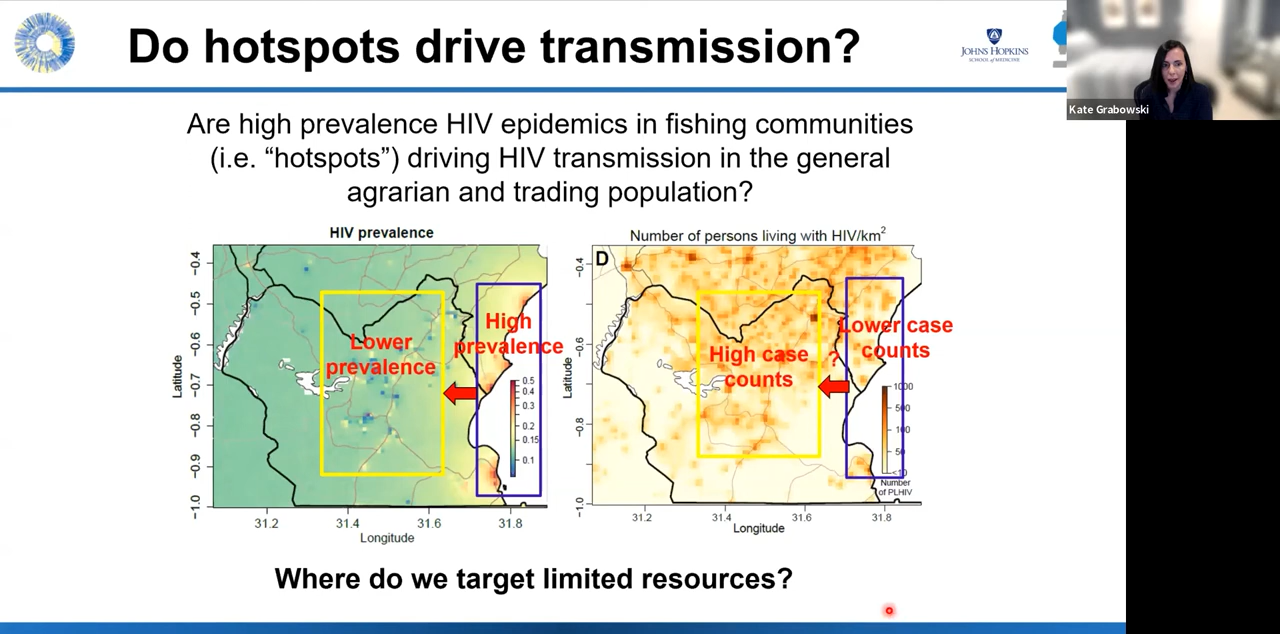 Do hotspots drive transmission?
JOHNS HOPKINS
SCHOOL of MEDICINE
Kate Grabowski
Are high prevalence HIV epidemics in fishing communities
(i.e. “hotspots”) driving HIV transmission in the general
agrarian and trading population?
HIV prevalence
Latitude
−0.4
−0.5
−0.6
−0.7
−0.8
−0.9
−1.0
Lower
prevalence
High
prevalence
0.5
0.4
0.3
0.2
0.15
0.1
31.2
31.4
31.6
31.8
Longitude
Number of persons living with HIV/km2
D
Latitude
−0.4
−0.6
−0.8
−1.0
High case
counts
?
Lower case
counts
1000
500
100
50
<10
Number
of PLHIV
31.2
31.4
31.6
31.8
Longitude
Where do we target limited resources?